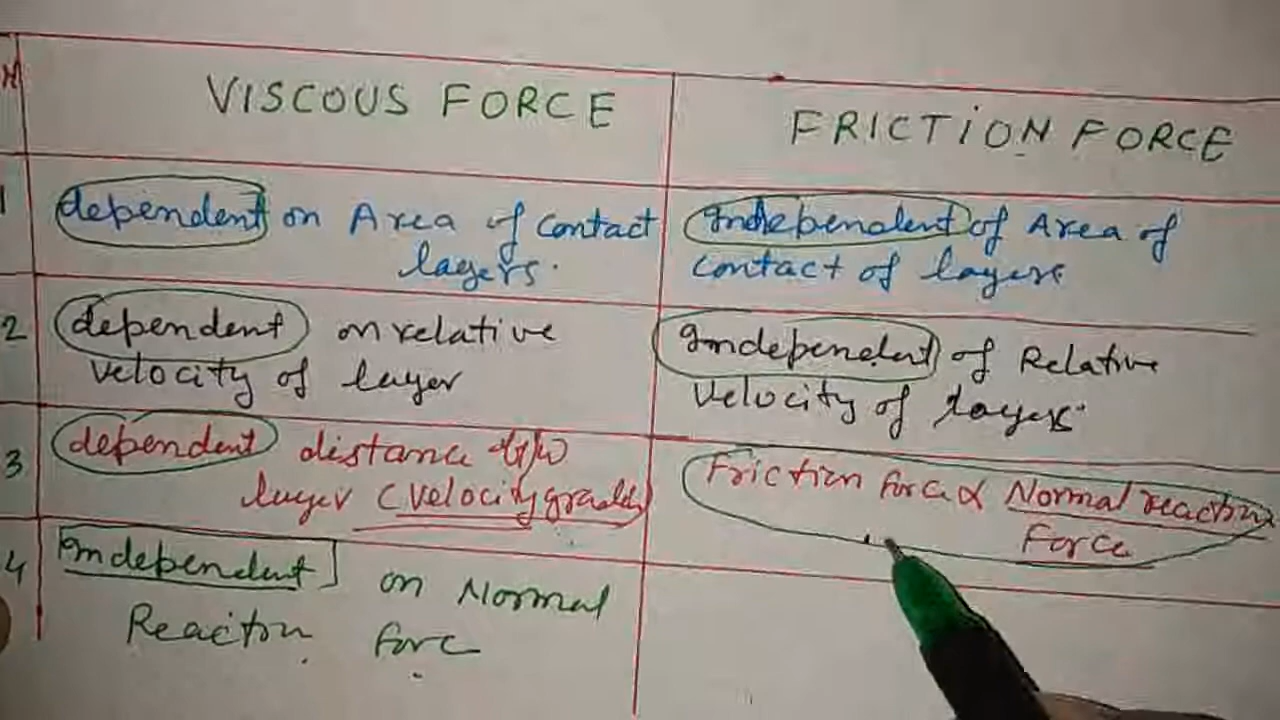 N
VISCOUS FORCE
FRICTION FORCE
1
dependent on Area of contact
layers.
Independent of Area of
contact of layers
2
dependent on relative
velocity of layer
Independent of Relative
velocity of layers
3
dependent distance b/w
layer (velocity
Friction force ∝ Normal reaction
Force
4
Independent on Normal
Reaction forc